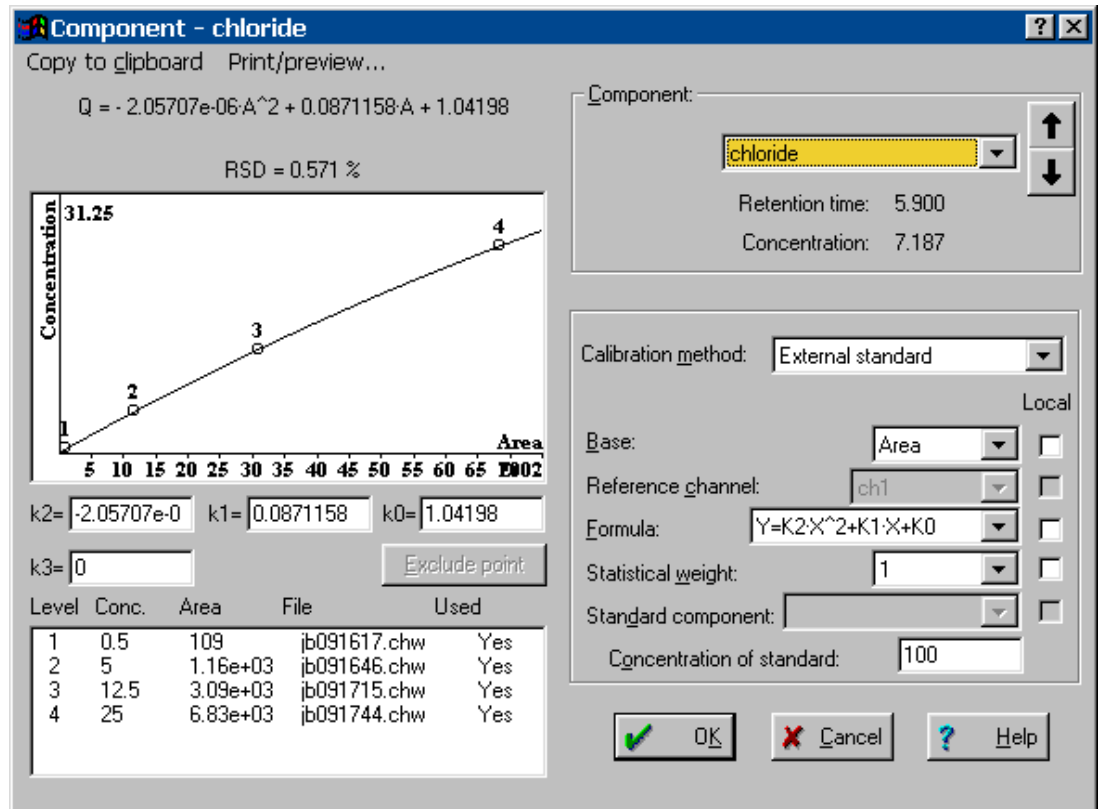 Component - chloride
Copy to clipboard Print/preview...
Q = - 2.05707e-06·A^2 + 0.0871158·A + 1.04198
RSD = 0.571 %
Concentration
31.25
1
2
3
4
Area
5 10 15 20 25 30 35 40 45 50 55 60 65
k2= -2.05707e-0 k1= 0.0871158 k0= 1.04198
k3= 0 Exclude point
Level Conc. Area File Used
1 0.5 109 jb091617.chw Yes
2 5 1.16e+03 jb091646.chw Yes
3 12.5 3.09e+03 jb091715.chw Yes
4 25 6.83e+03 jb091744.chw Yes
Component:
chloride
Retention time: 5.900
Concentration: 7.187
Calibration method: External standard
Local
Base: Area
Reference channel: ch1
Formula: Y=K2·X^2+K1·X+K0
Statistical weight: 1
Standard component:
Concentration of standard: 100
OK Cancel ? Help